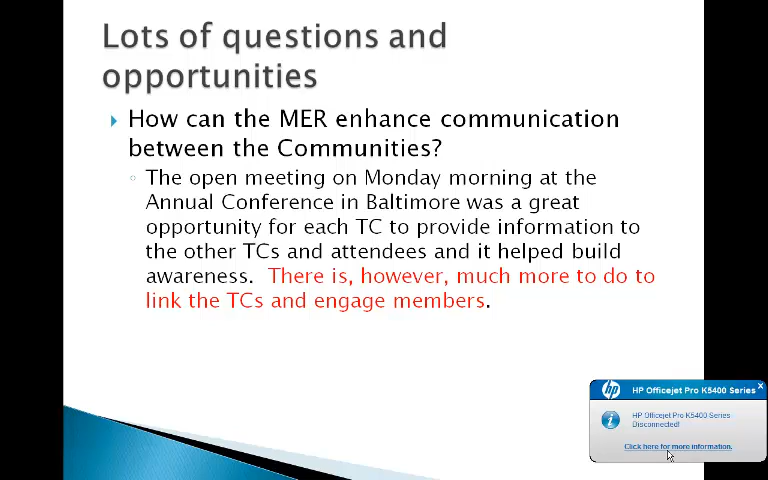 Lots of questions and
opportunities
How can the MER enhance communication
between the Communities?
The open meeting on Monday morning at the
Annual Conference in Baltimore was a great
opportunity for each TC to provide information to
the other TCs and attendees and it helped build
awareness. There is, however, much more to do to
link the TCs and engage members.
hp HP Officejet Pro K5400 Series
HP Officejet Pro K5400 Series
Disconnected!
Click here for more information.